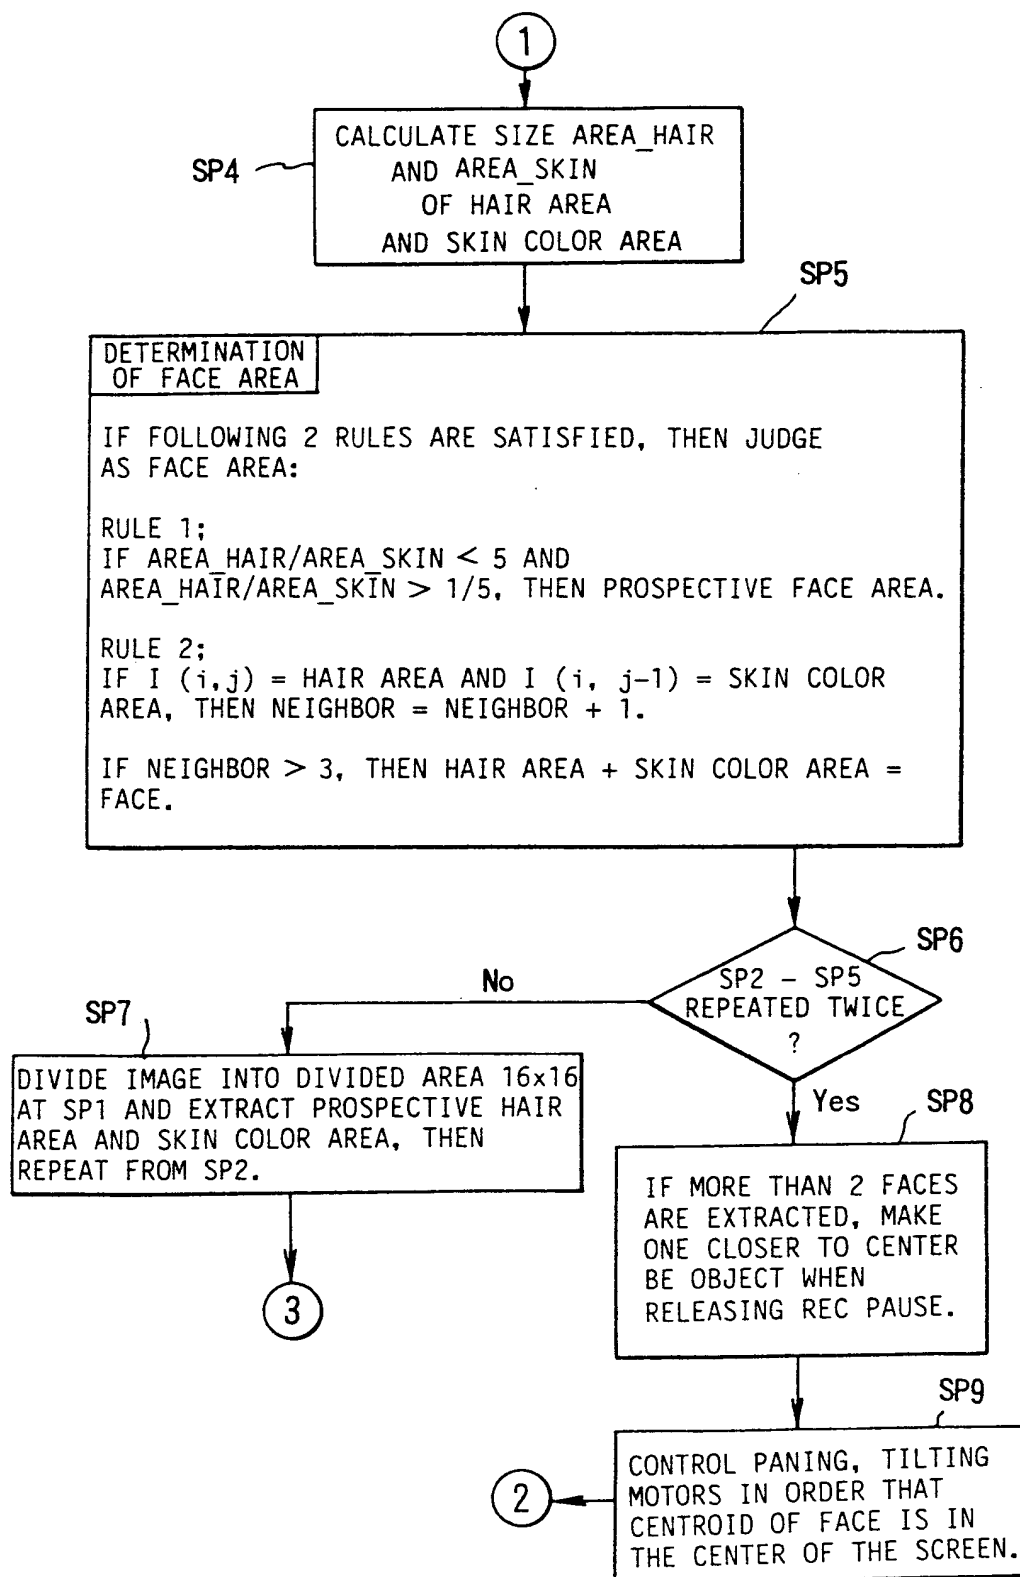 1
CALCULATE SIZE AREA_HAIR
AND AREA_SKIN
OF HAIR AREA
AND SKIN COLOR AREA
SP4
SP5
DETERMINATION
OF FACE AREA
IF FOLLOWING 2 RULES ARE SATISFIED, THEN JUDGE
AS FACE AREA:
RULE 1;
IF AREA_HAIR/AREA_SKIN < 5 AND
AREA_HAIR/AREA_SKIN > 1/5, THEN PROSPECTIVE FACE AREA.
RULE 2;
IF I (i,j) = HAIR AREA AND I (i, j-1) = SKIN COLOR
AREA, THEN NEIGHBOR = NEIGHBOR + 1.
IF NEIGHBOR > 3, THEN HAIR AREA + SKIN COLOR AREA =
FACE.
SP6
SP2 - SP5
REPEATED TWICE
?
No
Yes
SP7
DIVIDE IMAGE INTO DIVIDED AREA 16x16
AT SP1 AND EXTRACT PROSPECTIVE HAIR
AREA AND SKIN COLOR AREA, THEN
REPEAT FROM SP2.
3
SP8
IF MORE THAN 2 FACES
ARE EXTRACTED, MAKE
ONE CLOSER TO CENTER
BE OBJECT WHEN
RELEASING REC PAUSE.
SP9
CONTROL PANING, TILTING
MOTORS IN ORDER THAT
CENTROID OF FACE IS IN
THE CENTER OF THE SCREEN.
2